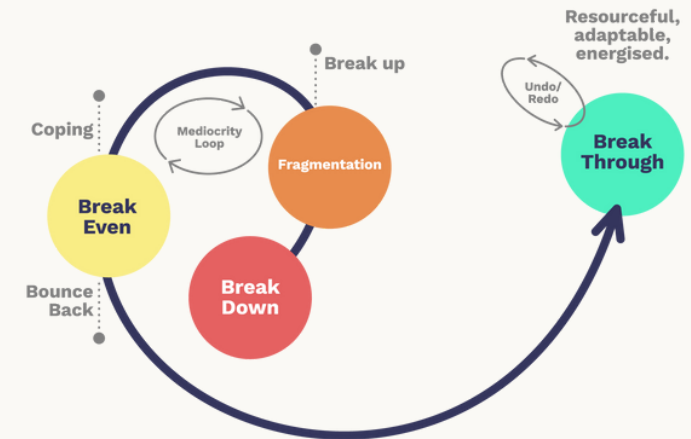 Resourceful,
adaptable,
energised.
Break up
Undo/
Redo
Coping
Mediocrity
Loop
Break
Through
Fragmentation
Break
Even
Bounce
Back
Break
Down